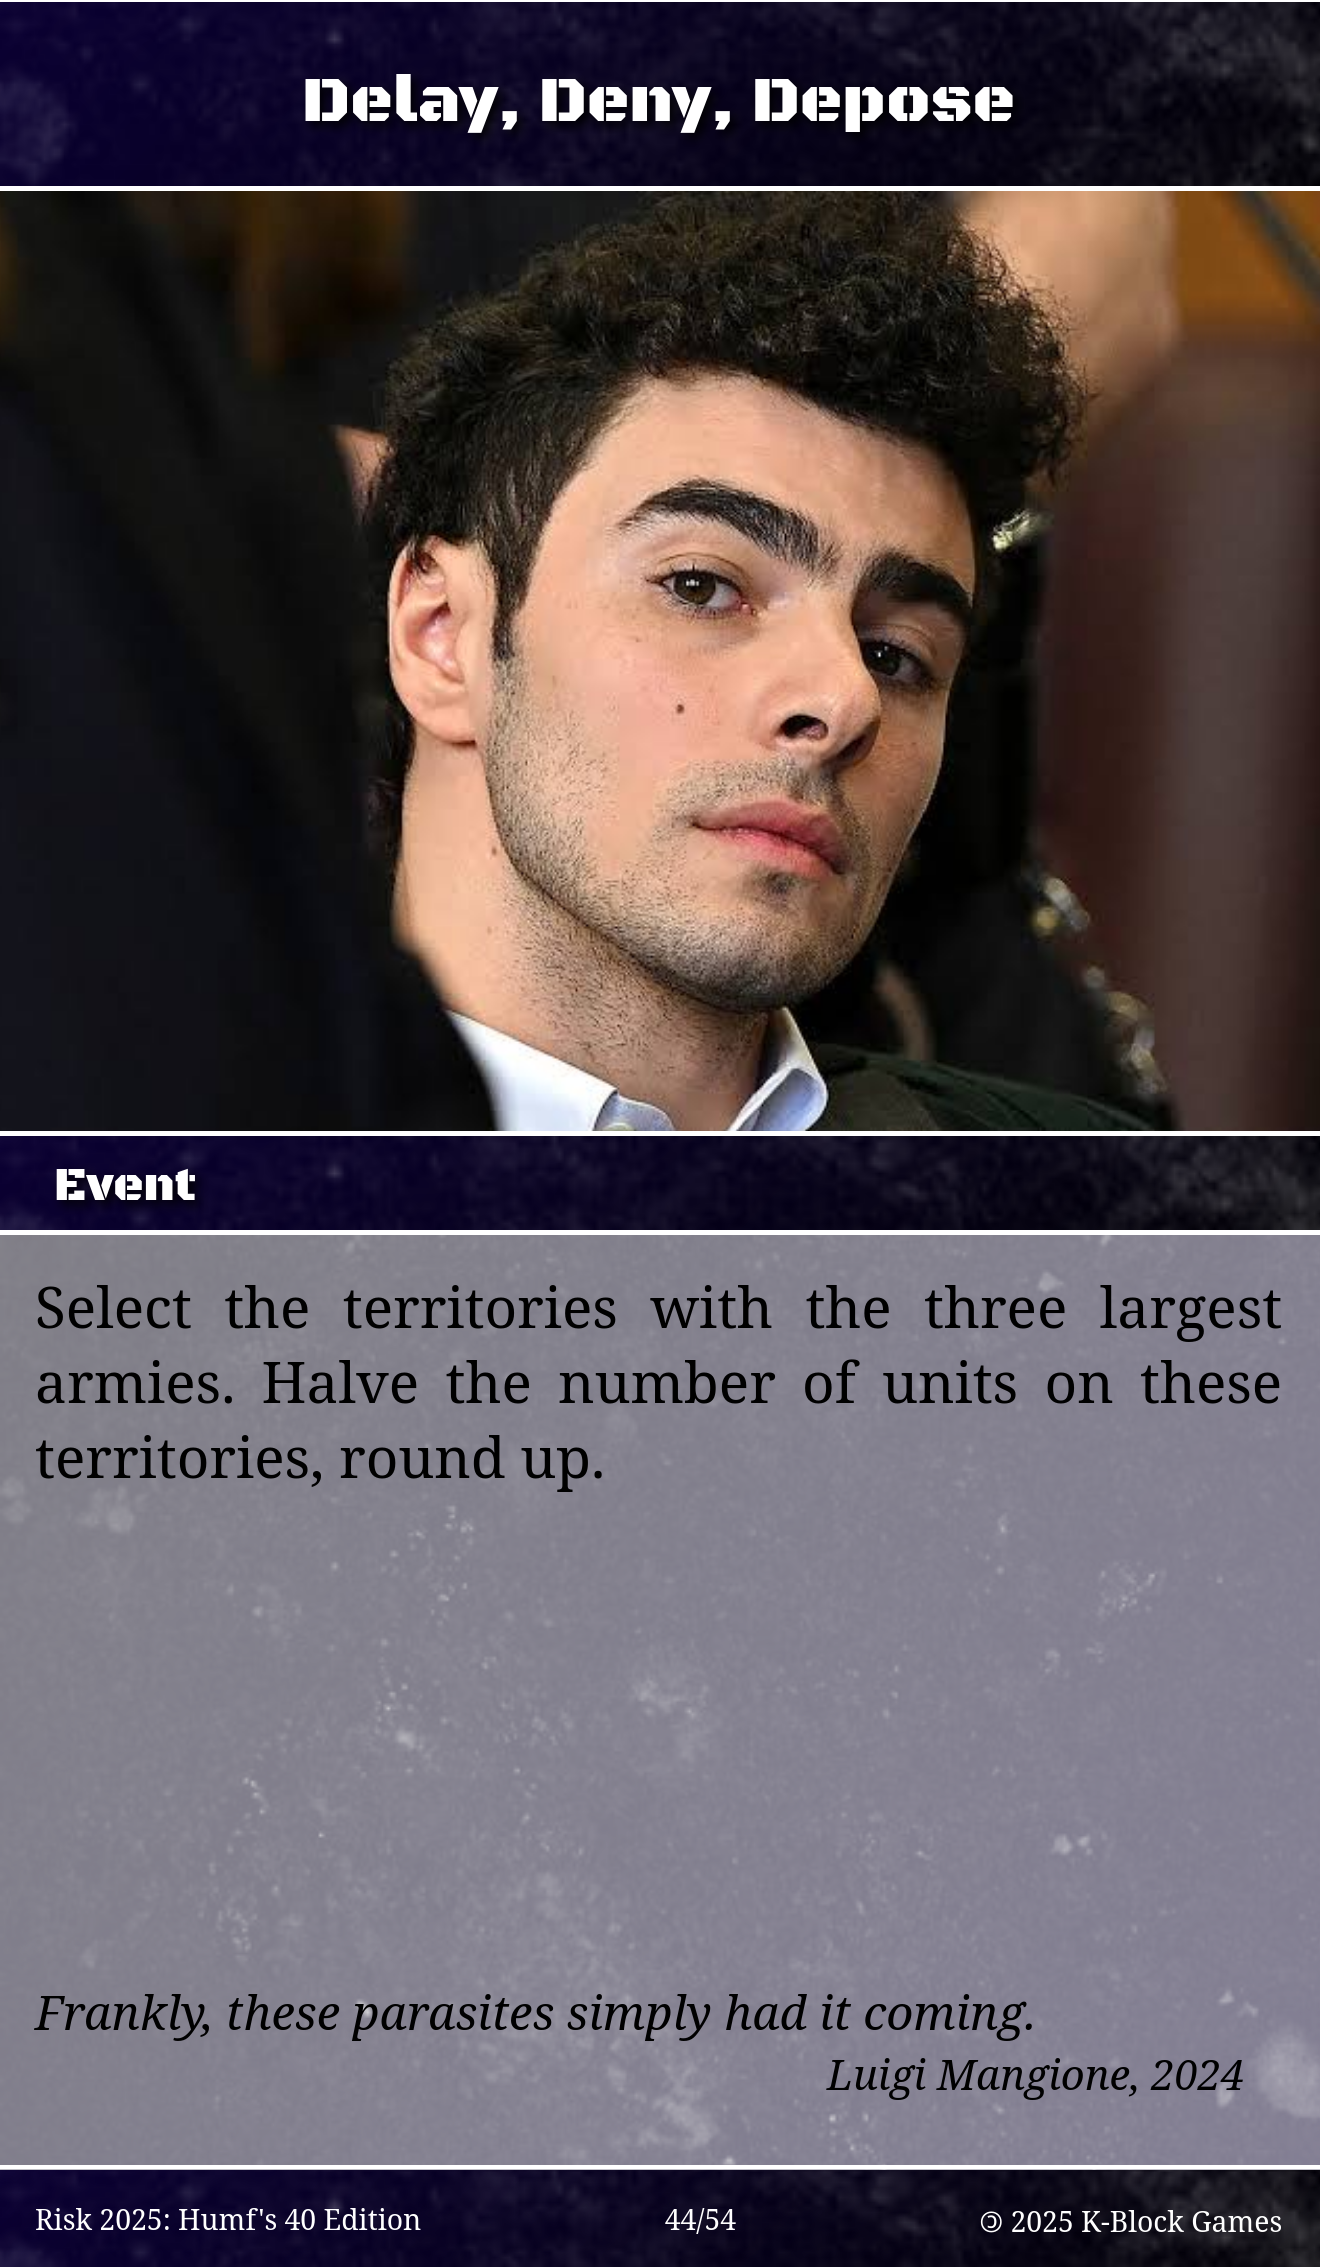 Delay, Deny, Depose
Event
Select the territories with the three largest
armies. Halve the number of units on these
territories, round up.
Frankly, these parasites simply had it coming.
Luigi Mangione, 2024
Risk 2025: Humf's 40 Edition
44/54
🄯 2025 K-Block Games